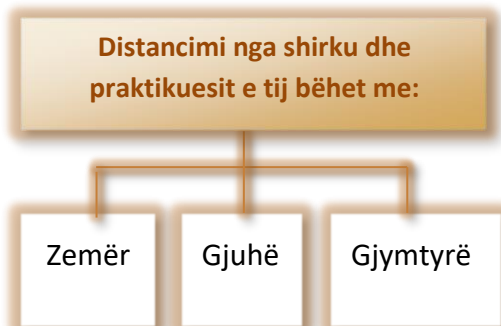 Distancimi nga shirku dhe
praktikuesit e tij bëhet me:
Zemër
Gjuhë
Gjymtyrë